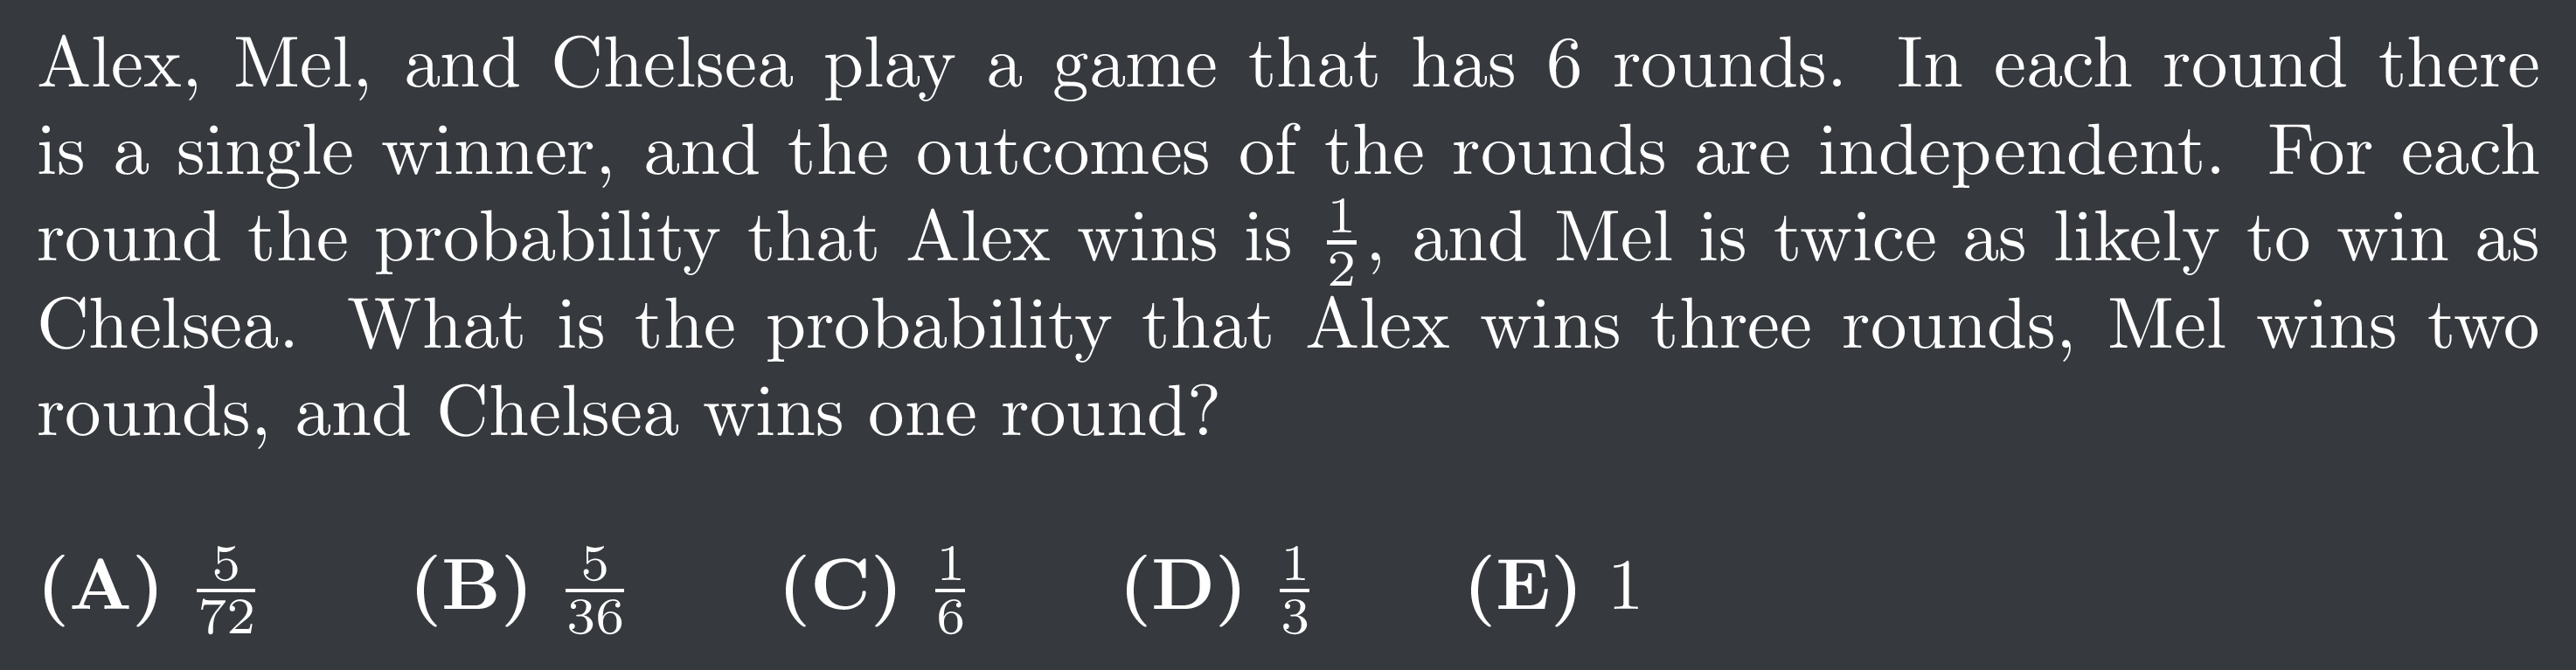 Alex, Mel, and Chelsea play a game that has 6 rounds. In each round there
is a single winner, and the outcomes of the rounds are independent. For each
round the probability that Alex wins is $\frac{1}{2}$, and Mel is twice as likely to win as
Chelsea. What is the probability that Alex wins three rounds, Mel wins two
rounds, and Chelsea wins one round?
(A) $\frac{5}{72}$ (B) $\frac{5}{36}$ (C) $\frac{1}{6}$ (D) $\frac{1}{3}$ (E) 1